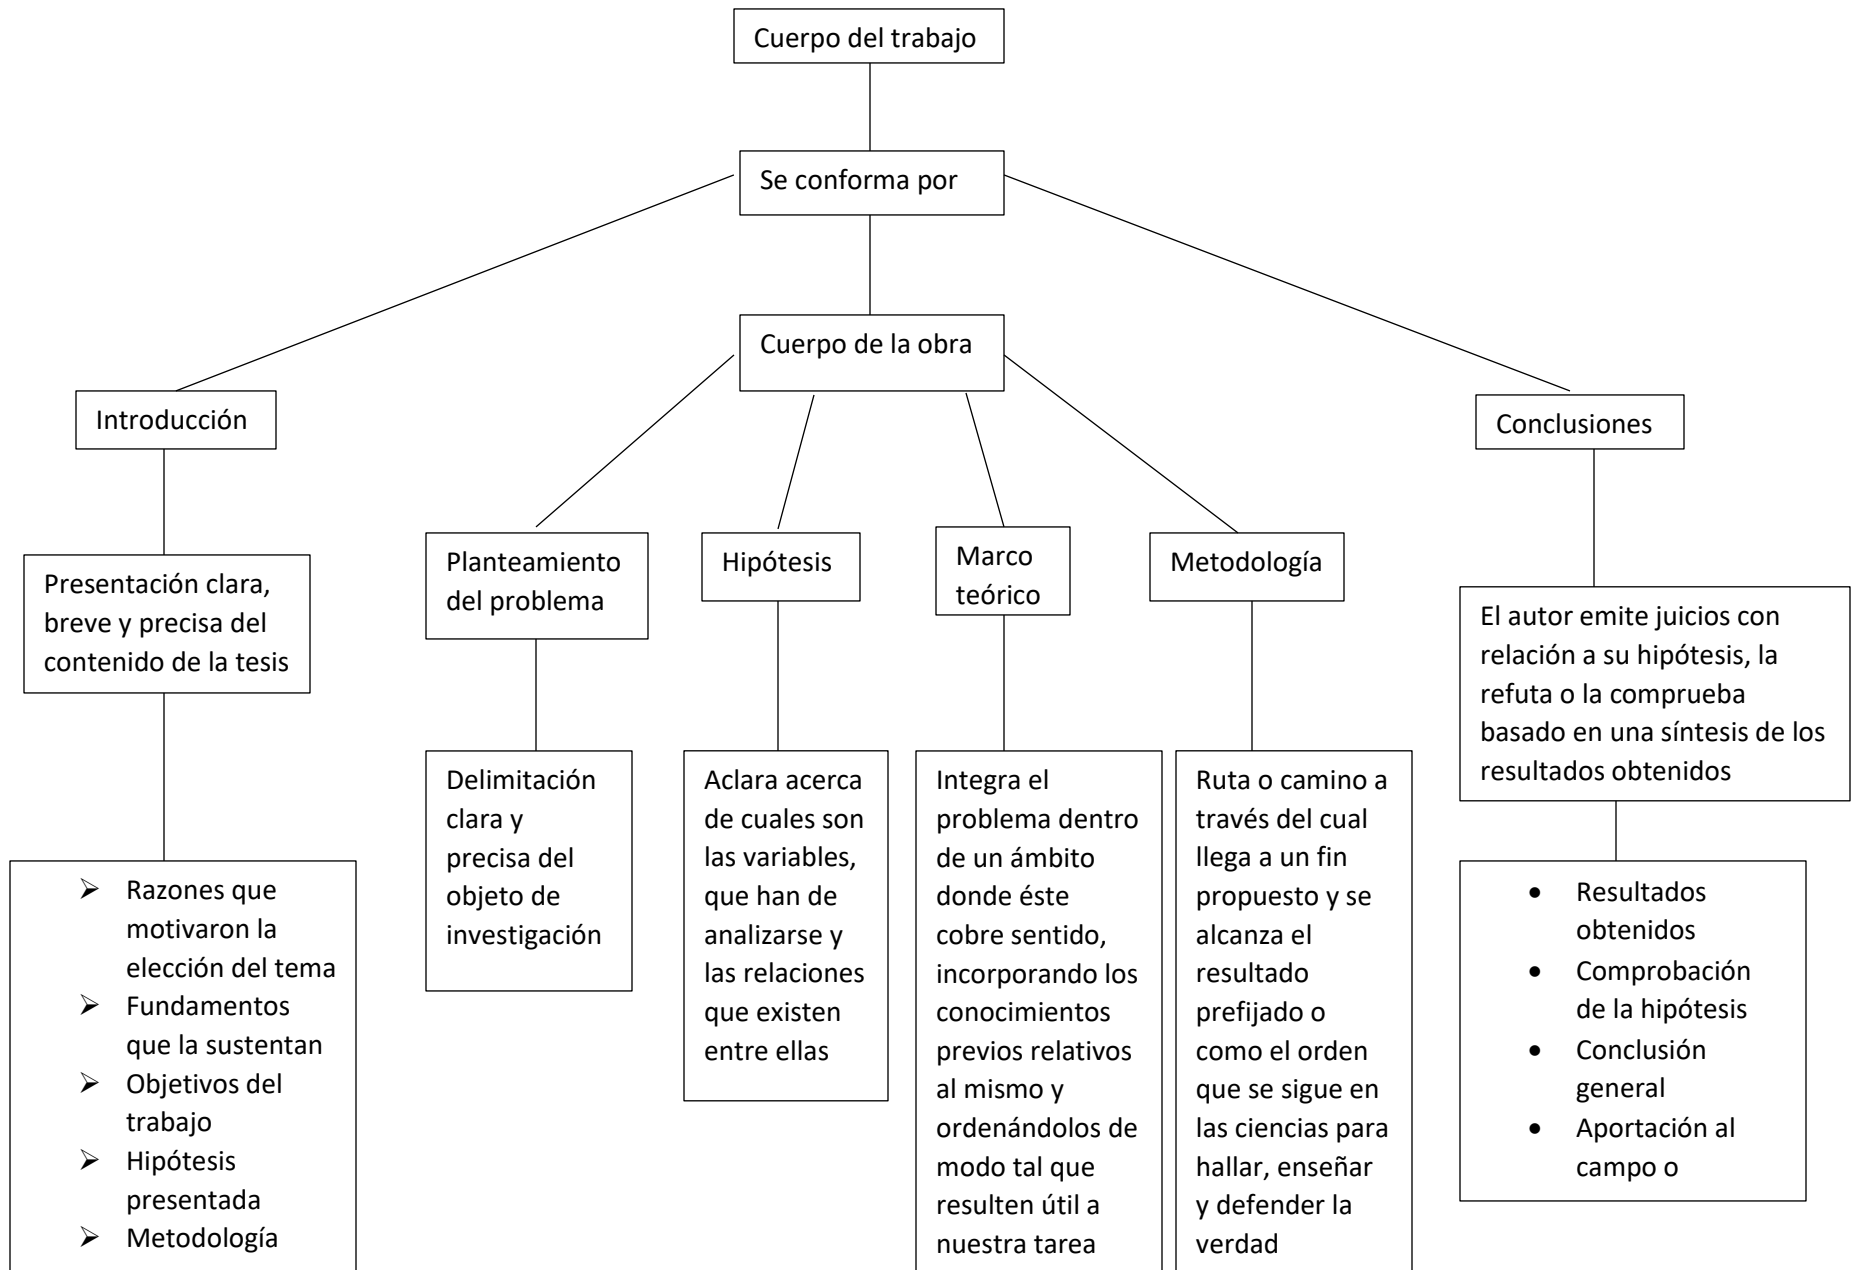 Cuerpo del trabajo
Se conforma por
Cuerpo de la obra
Introducción
Conclusiones
Planteamiento
del problema
Hipótesis
Marco
teórico
Metodología
Presentación clara,
breve y precisa del
contenido de la tesis
El autor emite juicios con
relación a su hipótesis, la
refuta o la comprueba
basado en una síntesis de los
resultados obtenidos
Delimitación
clara y
precisa del
objeto de
investigación
Aclara acerca
de cuales son
las variables,
que han de
analizarse y
las relaciones
que existen
entre ellas
Integra el
problema dentro
de un ámbito
donde éste
cobre sentido,
incorporando los
conocimientos
previos relativos
al mismo y
ordenándolos de
modo tal que
resulten útil a
nuestra tarea
Ruta o camino a
través del cual
llega a un fin
propuesto y se
alcanza el
resultado
prefijado o
como el orden
que se sigue en
las ciencias para
hallar, enseñar
y defender la
verdad
➢ Razones que
motivaron la
elección del tema
➢ Fundamentos
que la sustentan
➢ Objetivos del
trabajo
➢ Hipótesis
presentada
➢ Metodología
• Resultados
obtenidos
• Comprobación
de la hipótesis
• Conclusión
general
• Aportación al
campo o